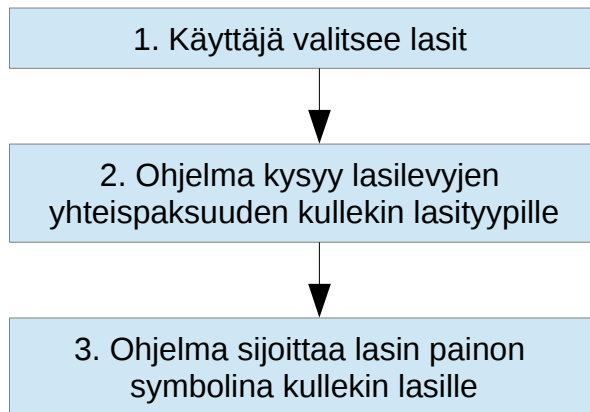 1. Käyttäjä valitsee lasit
2. Ohjelma kysyy lasilevyjen
yhteispaksuuden kullekin lasityypille
3. Ohjelma sijoittaa lasin painon
symbolina kullekin lasille